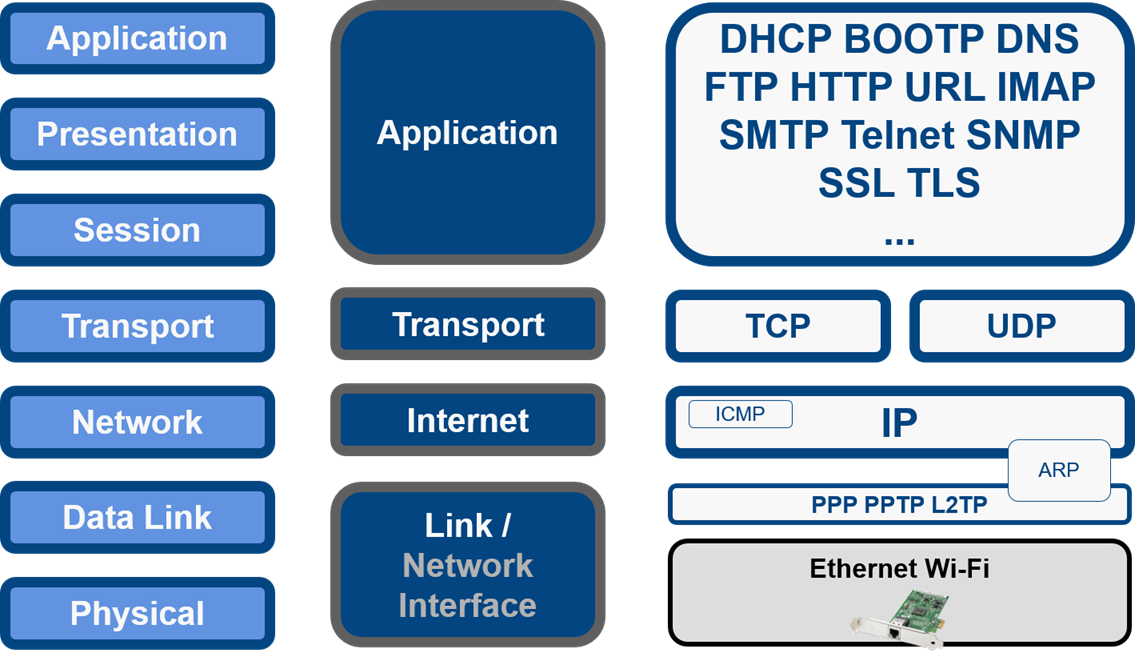 Application
Presentation
Session
Transport
Network
Data Link
Physical
Application
Transport
Internet
Link /
Network
Interface
DHCP BOOTP DNS
FTP HTTP URL IMAP
SMTP Telnet SNMP
SSL TLS
...
TCP
UDP
ICMP
IP
ARP
PPP PPTP L2TP
Ethernet Wi-Fi